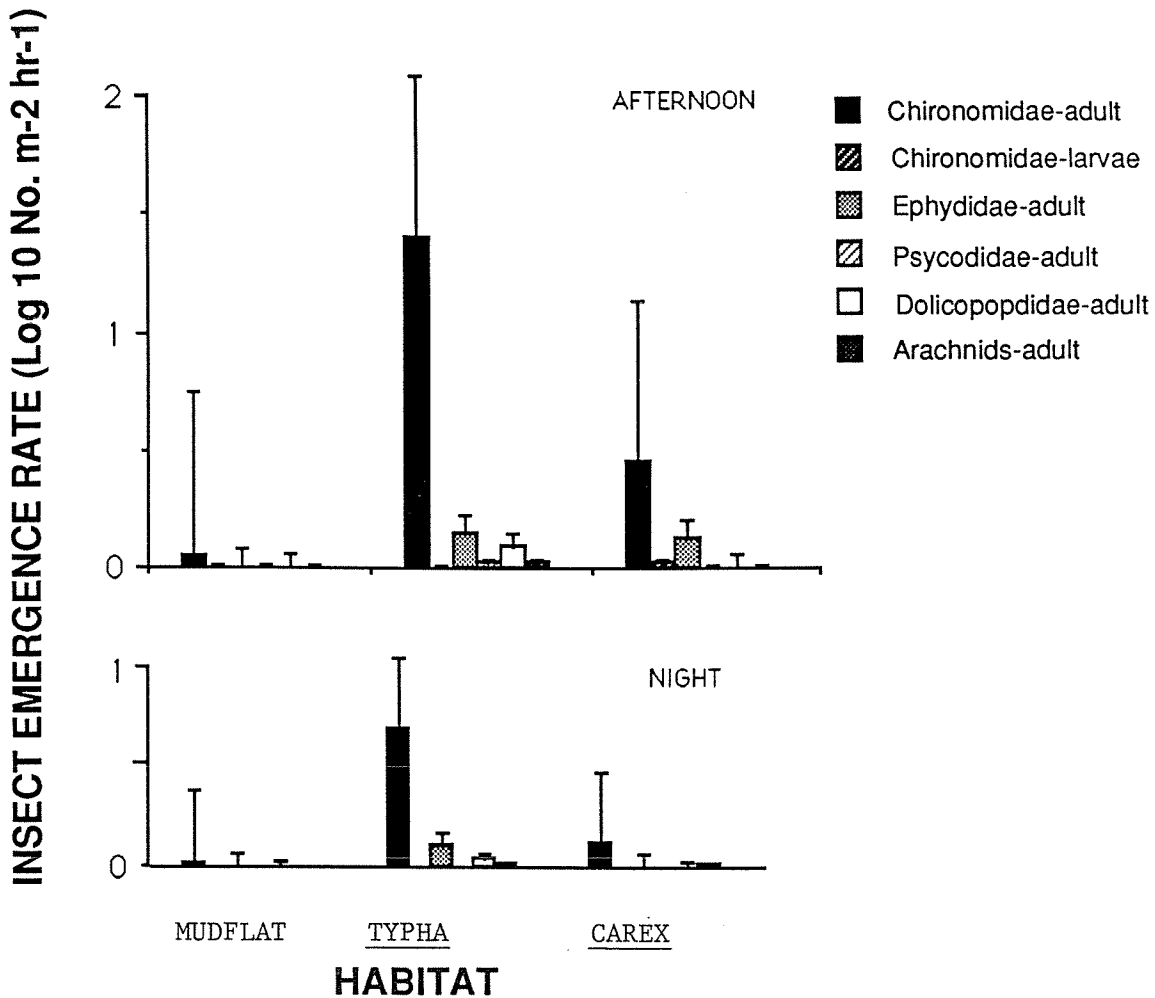 INSECT EMERGENCE RATE (Log 10 No. m-2 hr-1)
2
1
0
AFTERNOON
Chironomidae-adult
Chironomidae-larvae
Ephydidae-adult
Psycodidae-adult
Dolicopopdidae-adult
Arachnids-adult
1
0
NIGHT
MUDFLAT TYPHA CAREX
HABITAT